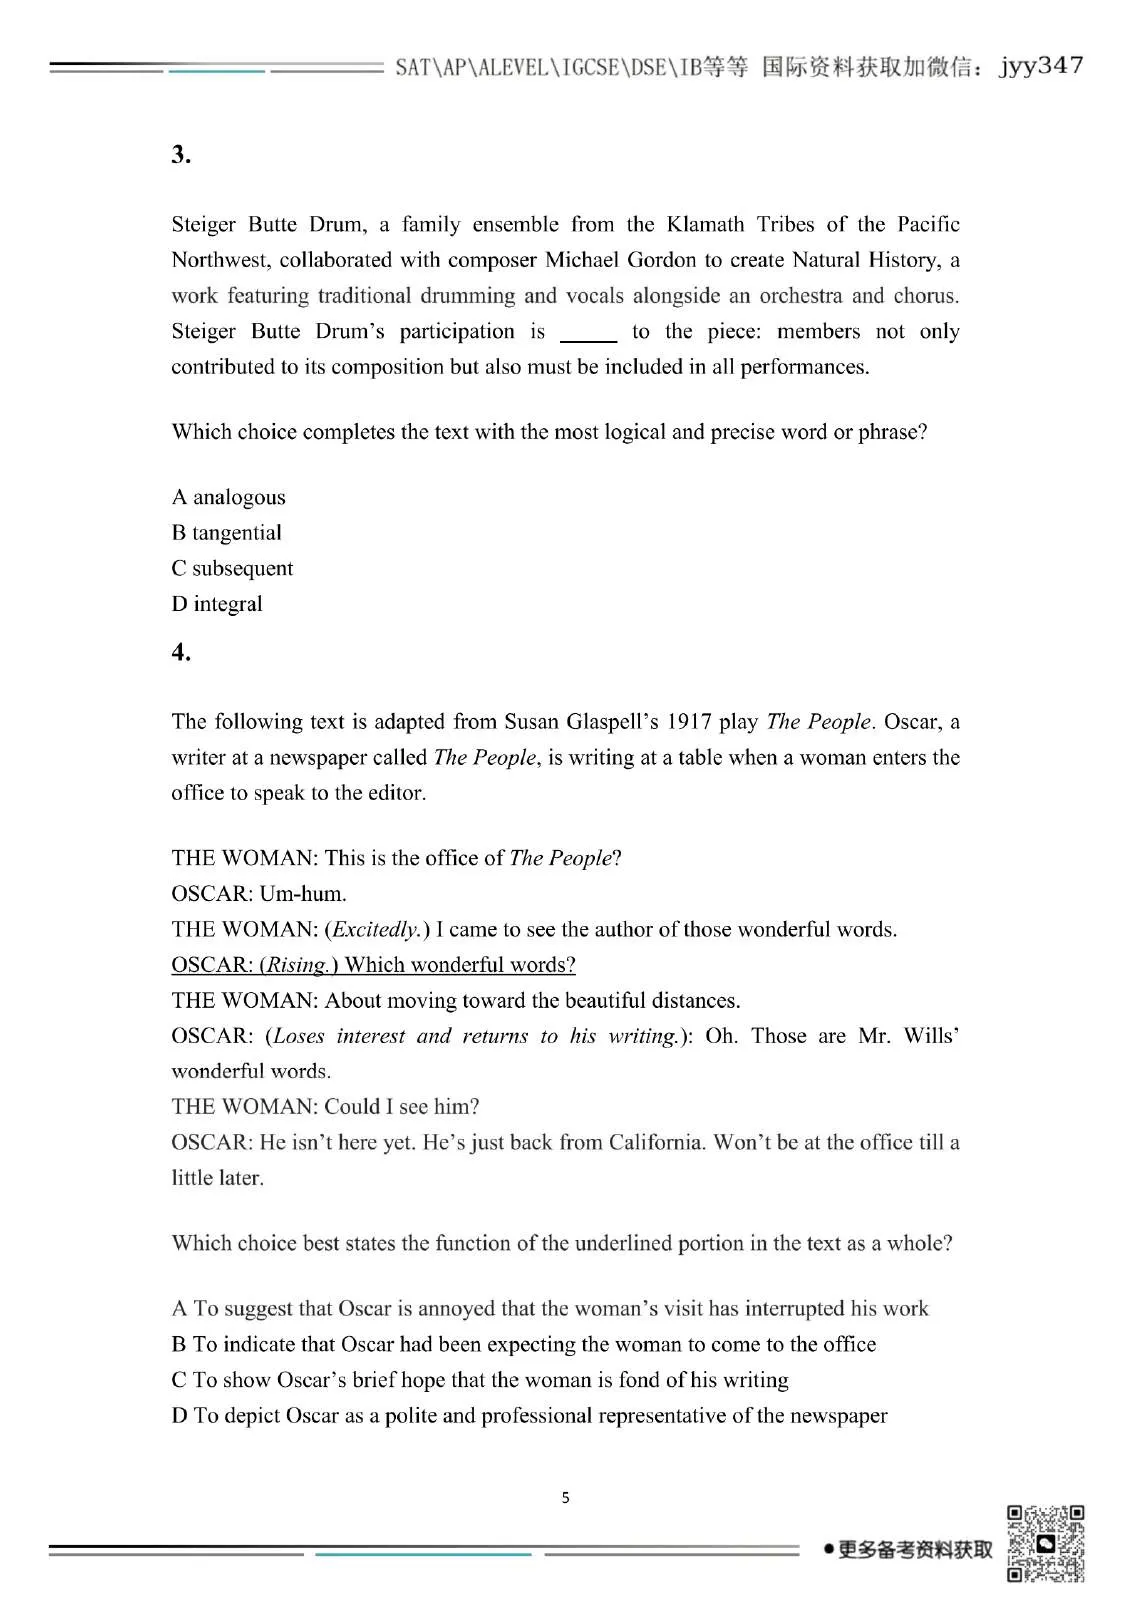 SAT\AP\ALEVEL\IGCSE\DSE\IB等等 国际资料获取加微信：jyy347
3.
Steiger Butte Drum, a family ensemble from the Klamath Tribes of the Pacific
Northwest, collaborated with composer Michael Gordon to create Natural History, a
work featuring traditional drumming and vocals alongside an orchestra and chorus.
Steiger Butte Drum’s participation is _____ to the piece: members not only
contributed to its composition but also must be included in all performances.
Which choice completes the text with the most logical and precise word or phrase?
A analogous
B tangential
C subsequent
D integral
4.
The following text is adapted from Susan Glaspell’s 1917 play The People. Oscar, a
writer at a newspaper called The People, is writing at a table when a woman enters the
office to speak to the editor.
THE WOMAN: This is the office of The People?
OSCAR: Um-hum.
THE WOMAN: (Excitedly.) I came to see the author of those wonderful words.
OSCAR: (Rising.) Which wonderful words?
THE WOMAN: About moving toward the beautiful distances.
OSCAR: (Loses interest and returns to his writing.): Oh. Those are Mr. Wills’
wonderful words.
THE WOMAN: Could I see him?
OSCAR: He isn’t here yet. He’s just back from California. Won’t be at the office till a
little later.
Which choice best states the function of the underlined portion in the text as a whole?
A To suggest that Oscar is annoyed that the woman’s visit has interrupted his work
B To indicate that Oscar had been expecting the woman to come to the office
C To show Oscar’s brief hope that the woman is fond of his writing
D To depict Oscar as a polite and professional representative of the newspaper
5
●更多备考资料获取